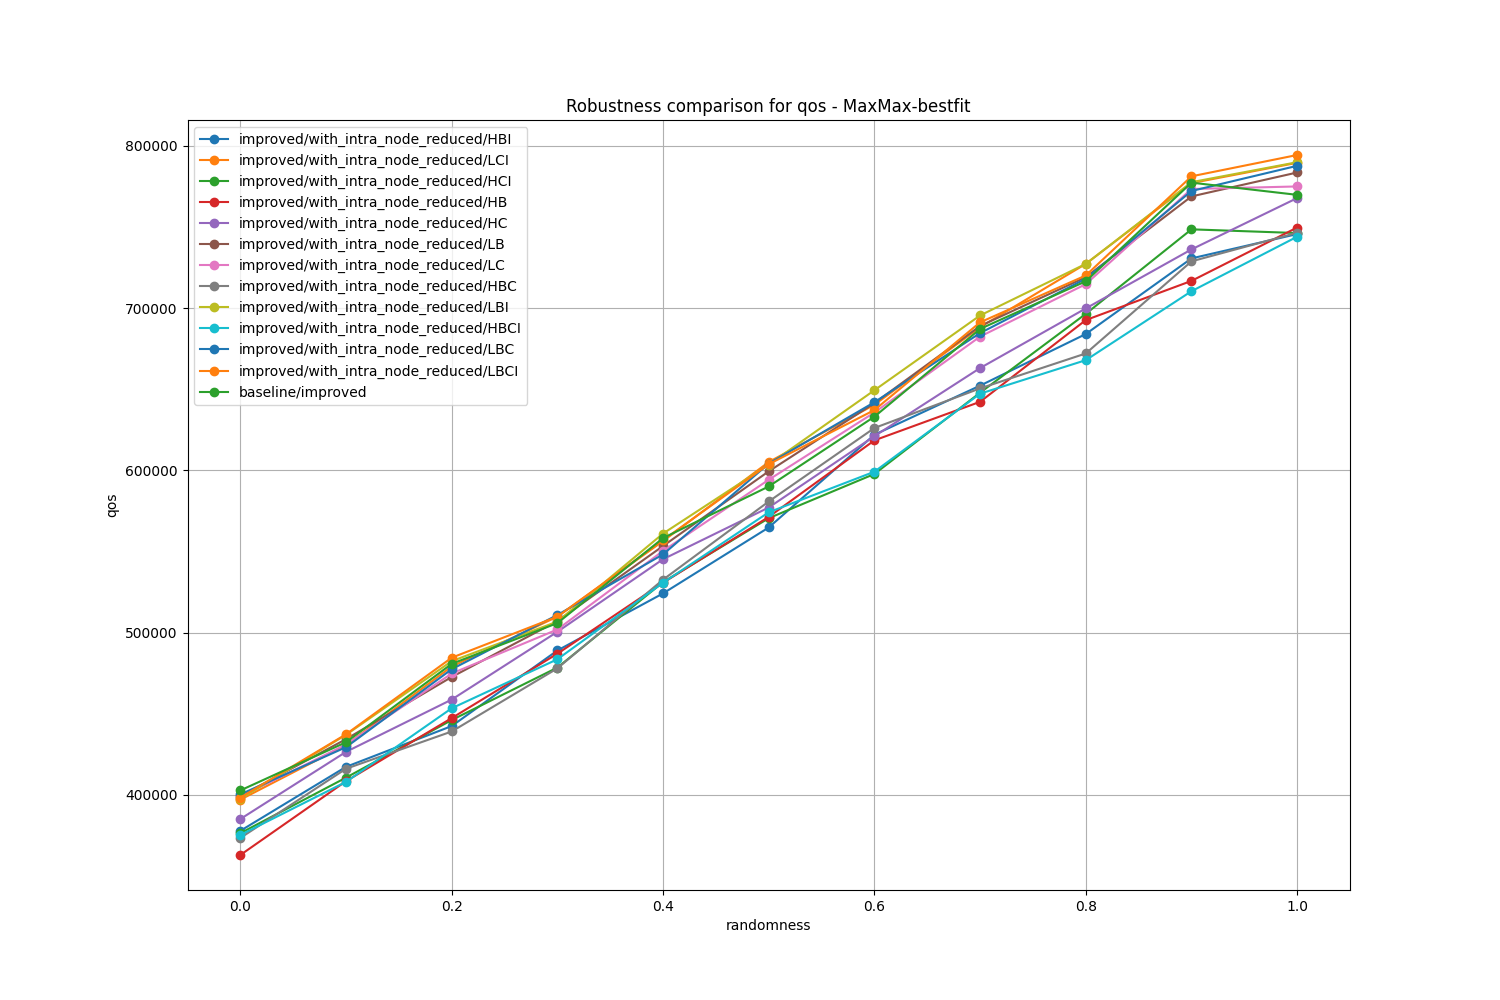 Robustness comparison for qos - MaxMax-bestfit
improved/with_intra_node_reduced/HBI
improved/with_intra_node_reduced/LCI
improved/with_intra_node_reduced/HCI
improved/with_intra_node_reduced/HB
improved/with_intra_node_reduced/HC
improved/with_intra_node_reduced/LB
improved/with_intra_node_reduced/LC
improved/with_intra_node_reduced/HBC
improved/with_intra_node_reduced/LBI
improved/with_intra_node_reduced/HBCI
improved/with_intra_node_reduced/LBC
improved/with_intra_node_reduced/LBCI
baseline/improved
800000
700000
600000
500000
400000
qos
0.0 0.2 0.4 0.6 0.8 1.0
randomness